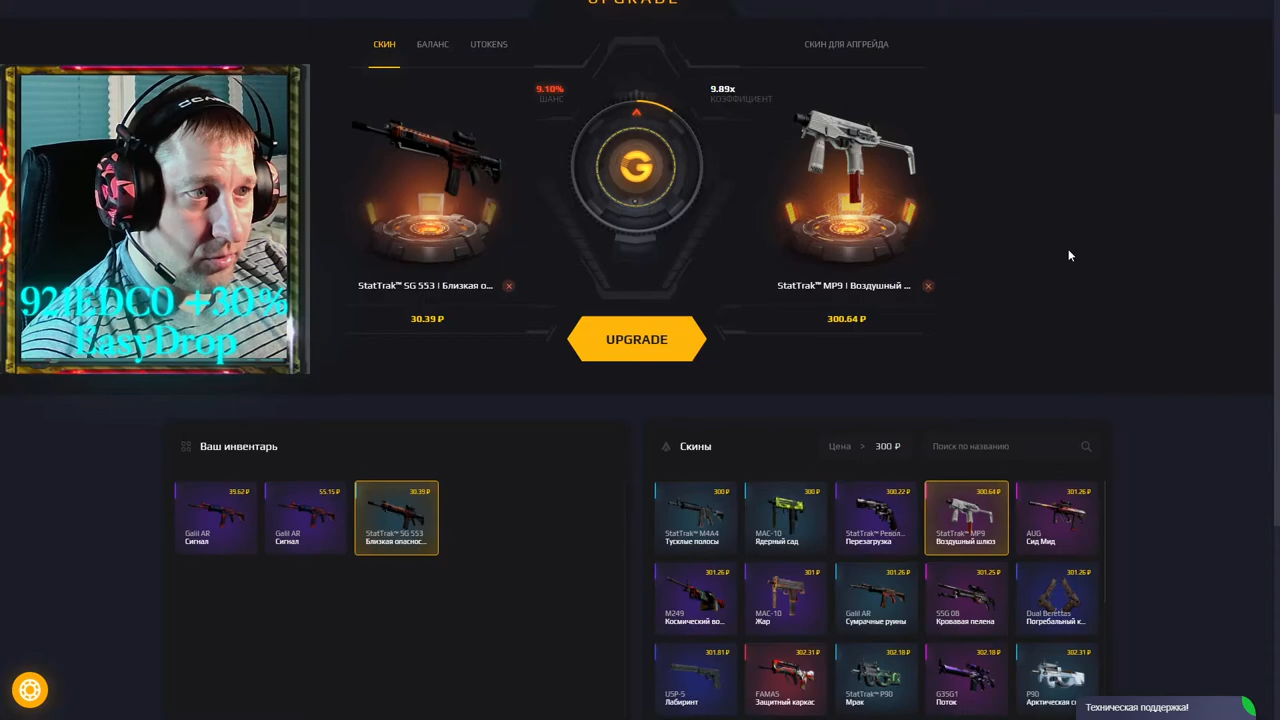 UPGRADE
СКИН
БАЛАНС
UTOKENS
СКИН ДЛЯ АПГРЕЙДА
9.10%
ШАНС
9.89x
КОЭФФИЦИЕНТ
StatTrak™ SG 553 | Близкая о...
30.39 ₽
StatTrak™ MP9 | Воздушный ...
300.64 ₽
UPGRADE
921EDC0 +30%
EasyDrop
Ваш инвентарь
39.62 ₽
Galil AR
Сигнал
55.15 ₽
Galil AR
Сигнал
30.39 ₽
StatTrak™ SG 553
Близкая опаснос...
Скины
Цена > 300 ₽
Поиск по названию
300 ₽
StatTrak™ M4A4
Тусклые полосы
300 ₽
MAC-10
Ядерный сад
300.22 ₽
StatTrak™ Револ...
Перезагрузка
300.64 ₽
StatTrak™ MP9
Воздушный шлюз
301.26 ₽
AUG
Сид Мид
301.26 ₽
M249
Космический во...
301 ₽
MAC-10
Жар
301.26 ₽
Galil AR
Сумрачные руины
301.25 ₽
SSG 08
Кровавая пелена
301.26 ₽
Dual Berettas
Погребальный к...
301.81 ₽
USP-S
Лабиринт
302.31 ₽
FAMAS
Защитный каркас
302.18 ₽
StatTrak™ P90
Мрак
302.18 ₽
G3SG1
Поток
302.31 ₽
P90
Арктическая
Техническая поддержка!